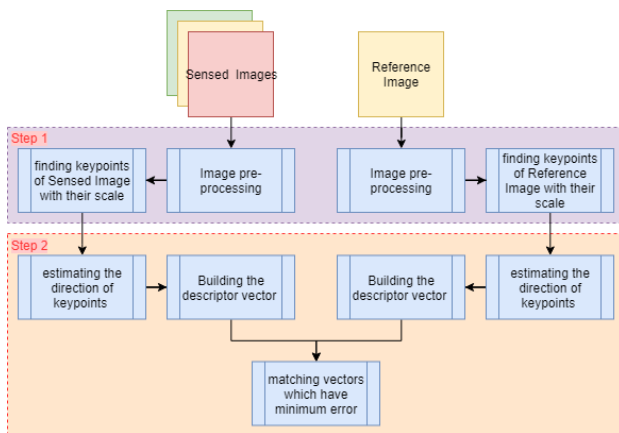 Sensed Images
Reference
Image
Step 1
finding keypoints
of Sensed Image
with their scale
Image pre-
processing
Image pre-
processing
finding keypoints
of Reference
Image with their
scale
Step 2
estimating the
direction of
keypoints
Building the
descriptor vector
Building the
descriptor vector
estimating the
direction of
keypoints
matching vectors
which have
minimum error